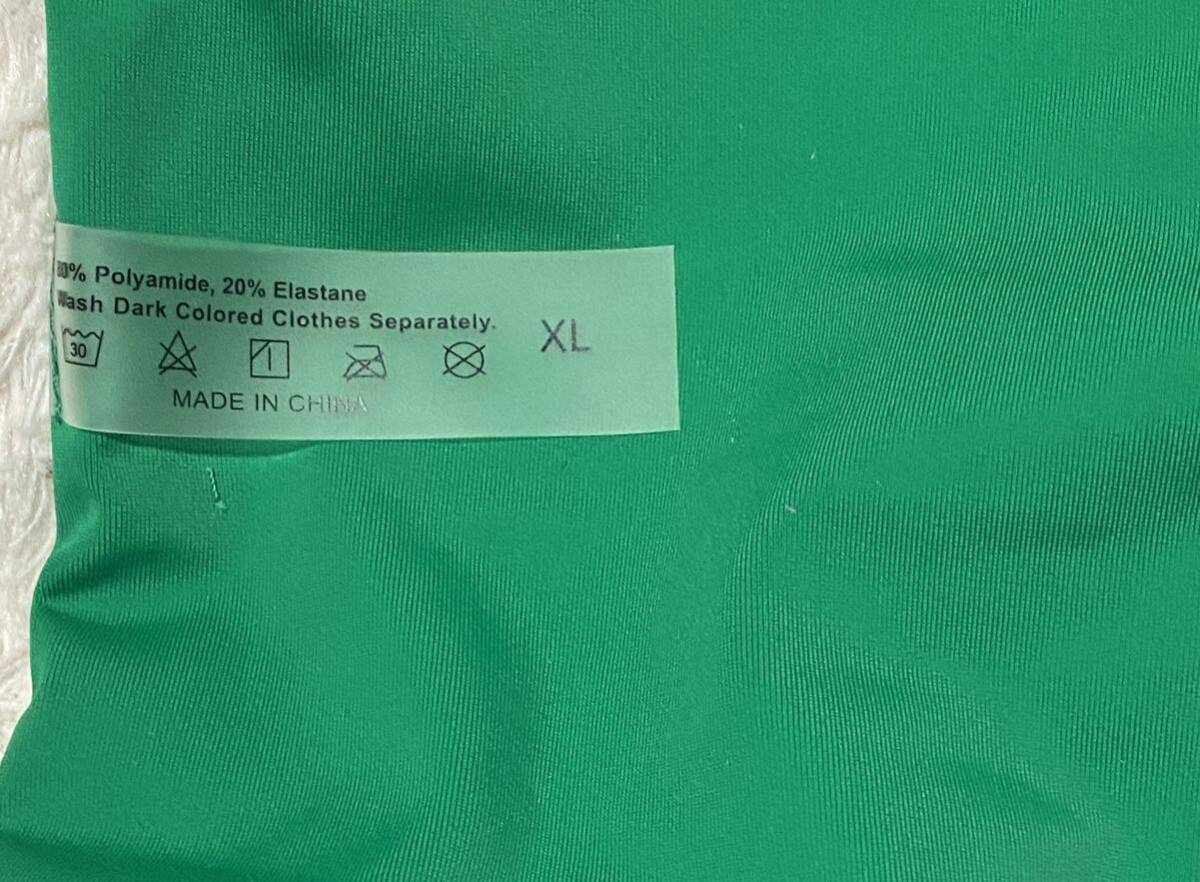 80% Polyamide, 20% Elastane
Wash Dark Colored Clothes Separately.
30
XL
MADE IN CHINA